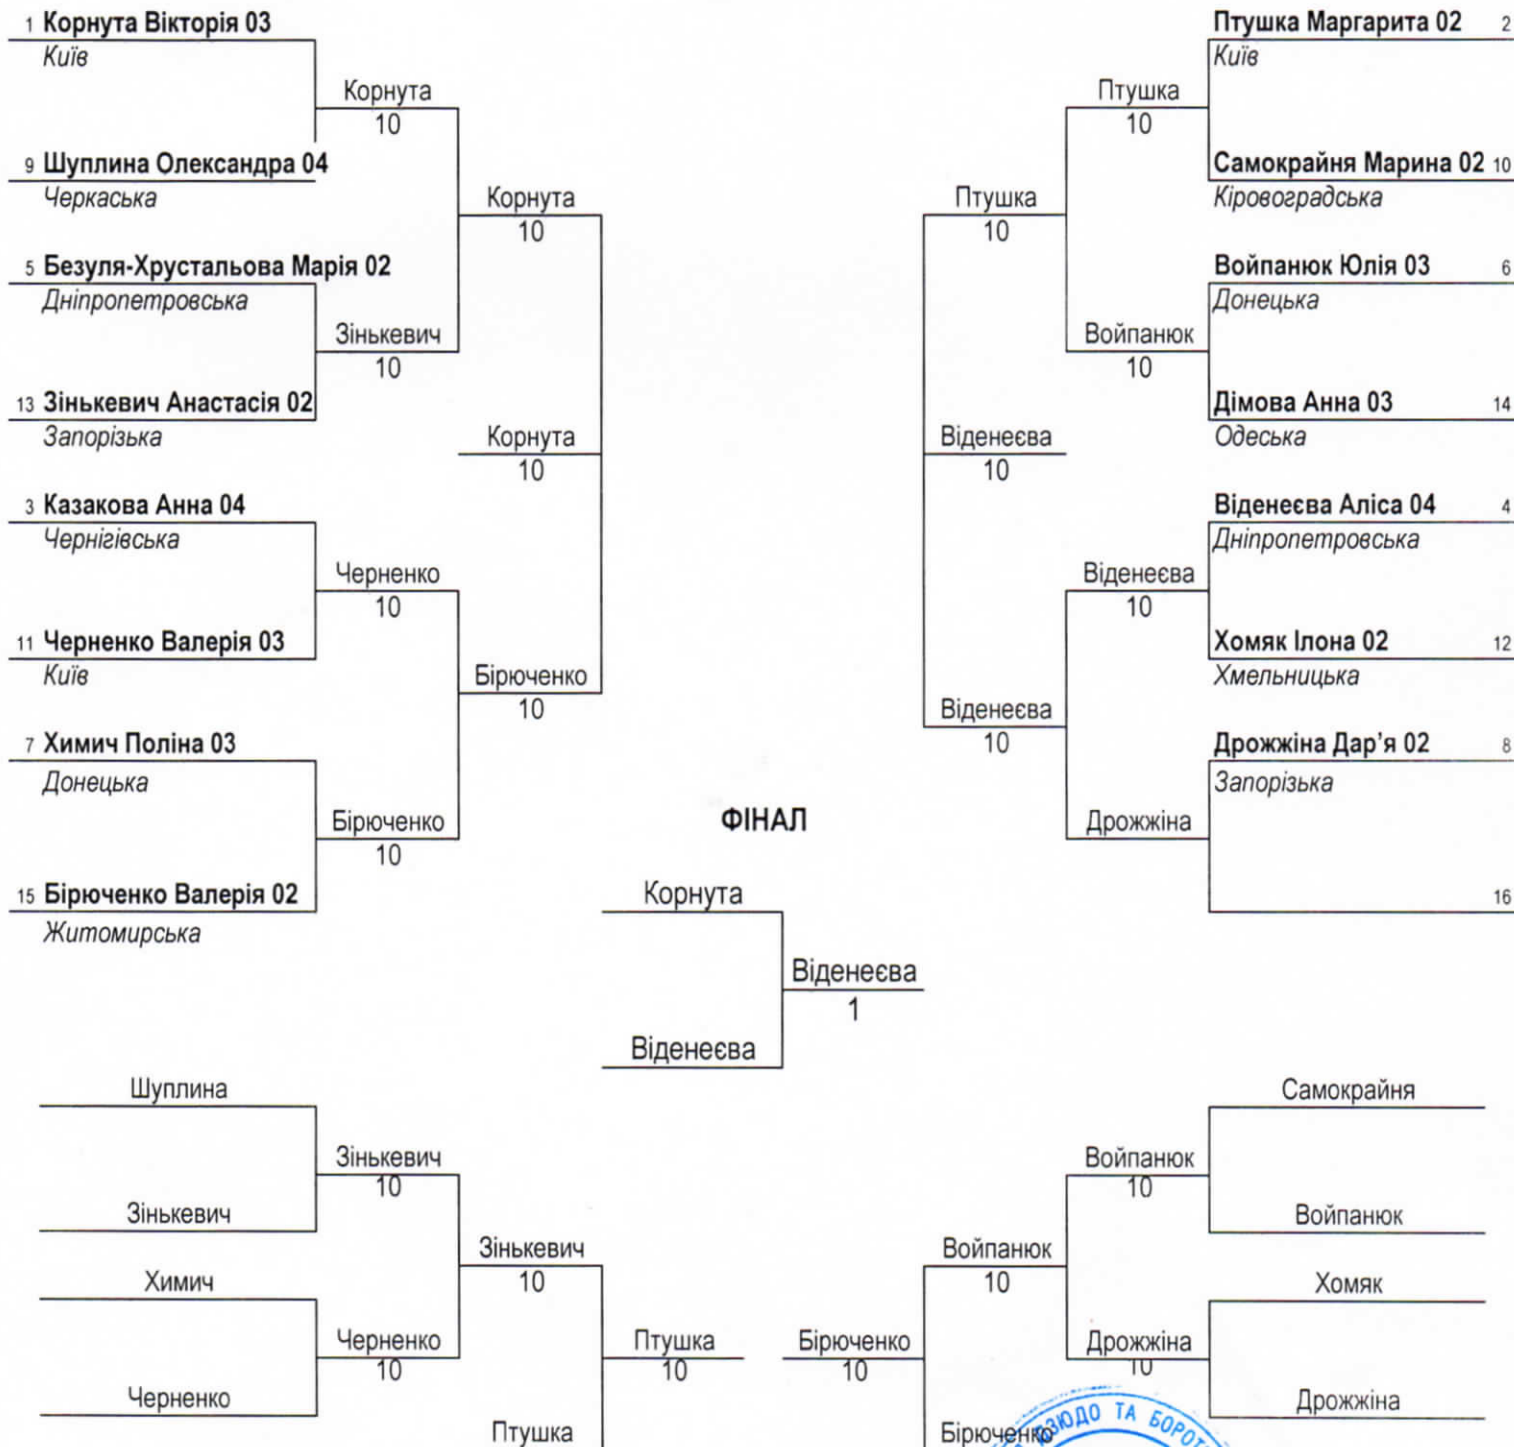 1 Корнута Вікторія 03
Київ
Корнута
10
9 Шуплина Олександра 04
Черкаська
Корнута
10
5 Безуля-Хрустальова Марія 02
Дніпропетровська
Зінькевич
10
13 Зінькевич Анастасія 02
Запорізька
Корнута
10
3 Казакова Анна 04
Чернігівська
Черненко
10
11 Черненко Валерія 03
Київ
Бірюченко
10
7 Химич Поліна 03
Донецька
Бірюченко
10
15 Бірюченко Валерія 02
Житомирська
Птушка Маргарита 02 2
Київ
Птушка
10
Самокрайня Марина 02 10
Кіровоградська
Птушка
10
Войпанюк Юлія 03 6
Донецька
Войпанюк
10
Дімова Анна 03 14
Одеська
Віденеєва
10
Віденеєва Аліса 04 4
Дніпропетровська
Віденеєва
10
Хомяк Ілона 02 12
Хмельницька
Віденеєва
10
Дрожжіна Дар’я 02 8
Запорізька
Дрожжіна
16
ФІНАЛ
Корнута
Віденеєва
1
Віденеєва
Шуплина
Зінькевич
10
Зінькевич
Зінькевич
10
Химич
Черненко
10
Черненко
Птушка
10
Птушка
Самокрайня
Войпанюк
10
Войпанюк
Войпанюк
10
Хомяк
Дрожжіна
10
Дрожжіна
Бірюченко
10
Бірюченко
ДЗЮДО ТА БОРОТ